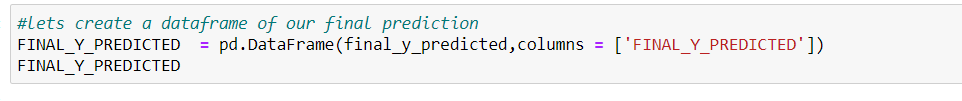 #lets create a dataframe of our final prediction
FINAL_Y_PREDICTED  = pd.DataFrame(final_y_predicted,columns = ['FINAL_Y_PREDICTED'])
FINAL_Y_PREDICTED